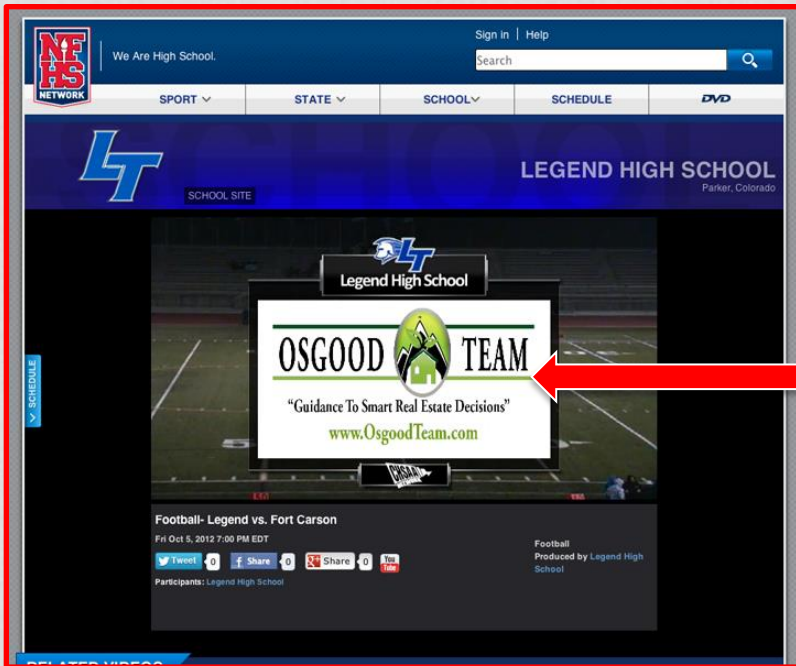 NFHS
NETWORK
We Are High School.
Sign in | Help
Search
SPORT STATE SCHOOL SCHEDULE DVD
LT
SCHOOL SITE
LEGEND HIGH SCHOOL
Parker, Colorado
LT
Legend High School
OSGOOD TEAM
“Guidance To Smart Real Estate Decisions”
www.OsgoodTeam.com
CHSAA
SCHEDULE
Football- Legend vs. Fort Carson
Fri Oct 5, 2012 7:00 PM EDT
Tweet 0 f Share 0 g+ Share 0 You Tube
Participants: Legend High School
Football
Produced by Legend High
School
RELATED VIDEOS